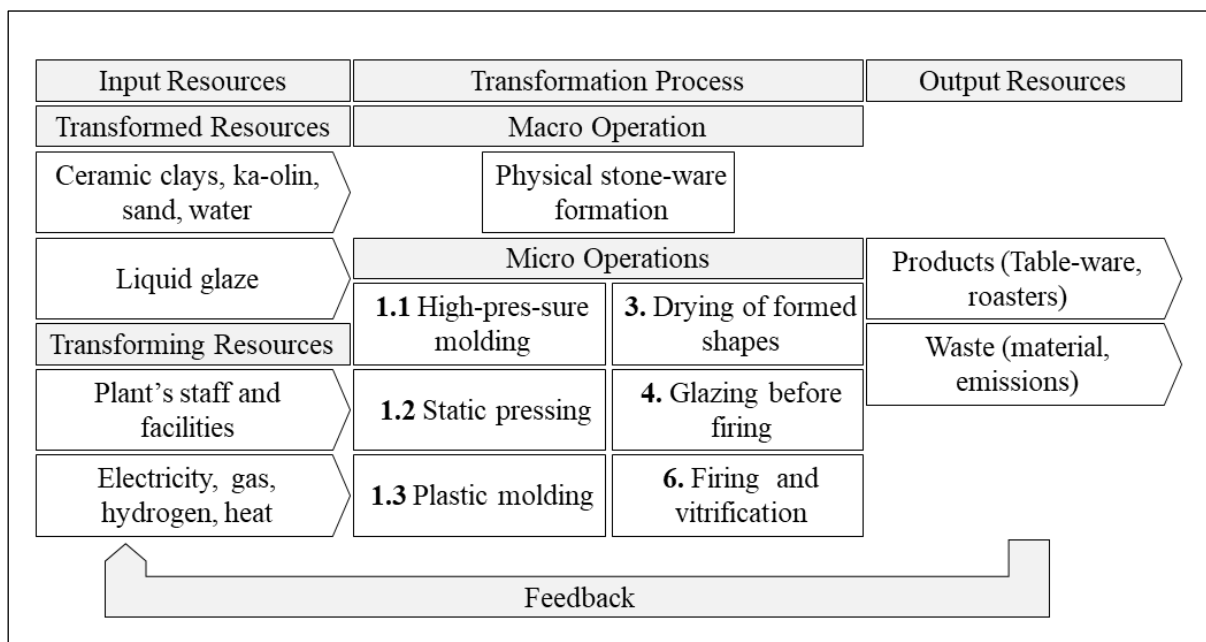 Input Resources
Transformation Process
Output Resources
Transformed Resources
Macro Operation
Ceramic clays, ka-olin,
sand, water
Physical stone-ware
formation
Liquid glaze
Micro Operations
Products (Table-ware,
roasters)
1.1 High-pres-sure
molding
3. Drying of formed
shapes
Transforming Resources
Waste (material,
emissions)
Plant’s staff and
facilities
1.2 Static pressing
4. Glazing before
firing
Electricity, gas,
hydrogen, heat
1.3 Plastic molding
6. Firing and
vitrification
Feedback